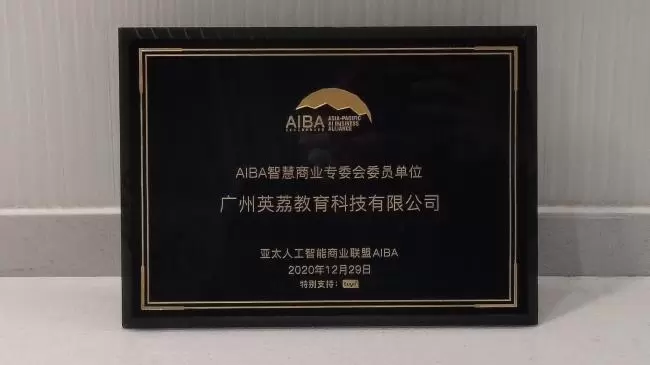 AIBA
ASIA-PACIFIC
AI BUSINESS
ALLIANCE
AIBA智慧商业专委会委员单位
广州英荔教育科技有限公司
亚太人工智能商业联盟AIBA
2020年12月29日
特别支持：